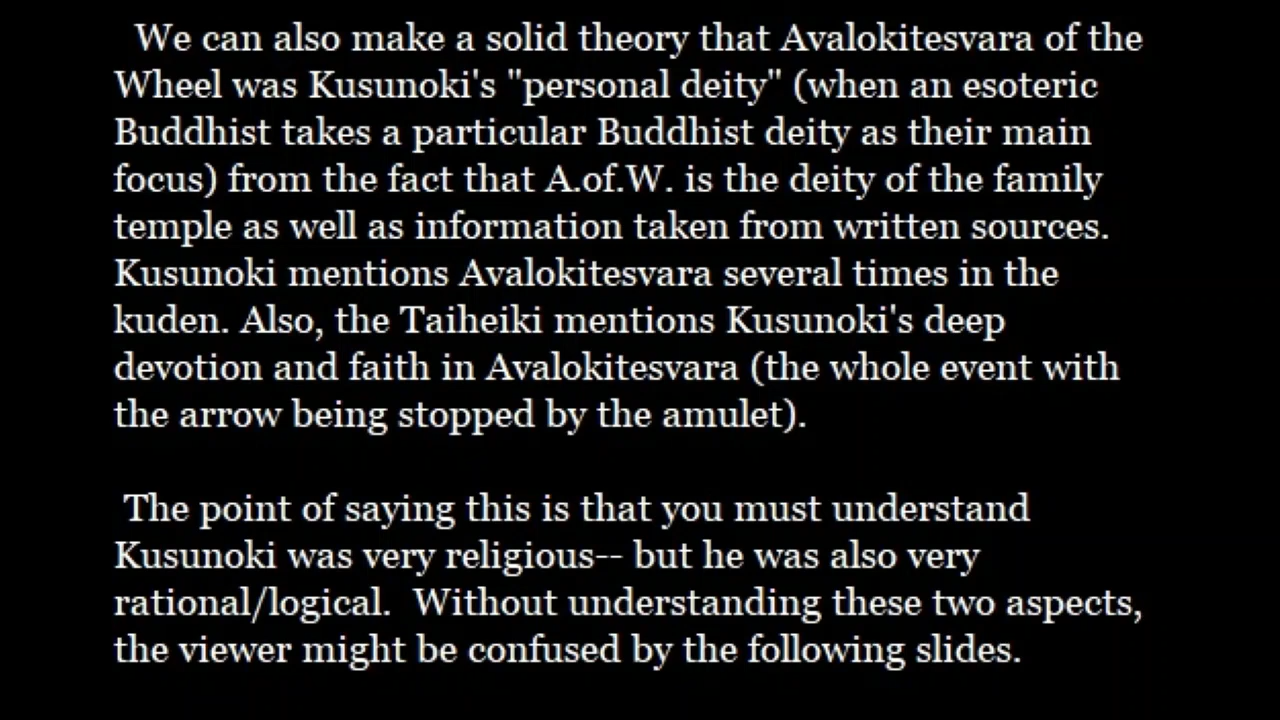 We can also make a solid theory that Avalokitesvara of the
Wheel was Kusunoki's "personal deity" (when an esoteric
Buddhist takes a particular Buddhist deity as their main
focus) from the fact that A.of.W. is the deity of the family
temple as well as information taken from written sources.
Kusunoki mentions Avalokitesvara several times in the
kuden. Also, the Taiheiki mentions Kusunoki's deep
devotion and faith in Avalokitesvara (the whole event with
the arrow being stopped by the amulet).
The point of saying this is that you must understand
Kusunoki was very religious-- but he was also very
rational/logical.  Without understanding these two aspects,
the viewer might be confused by the following slides.